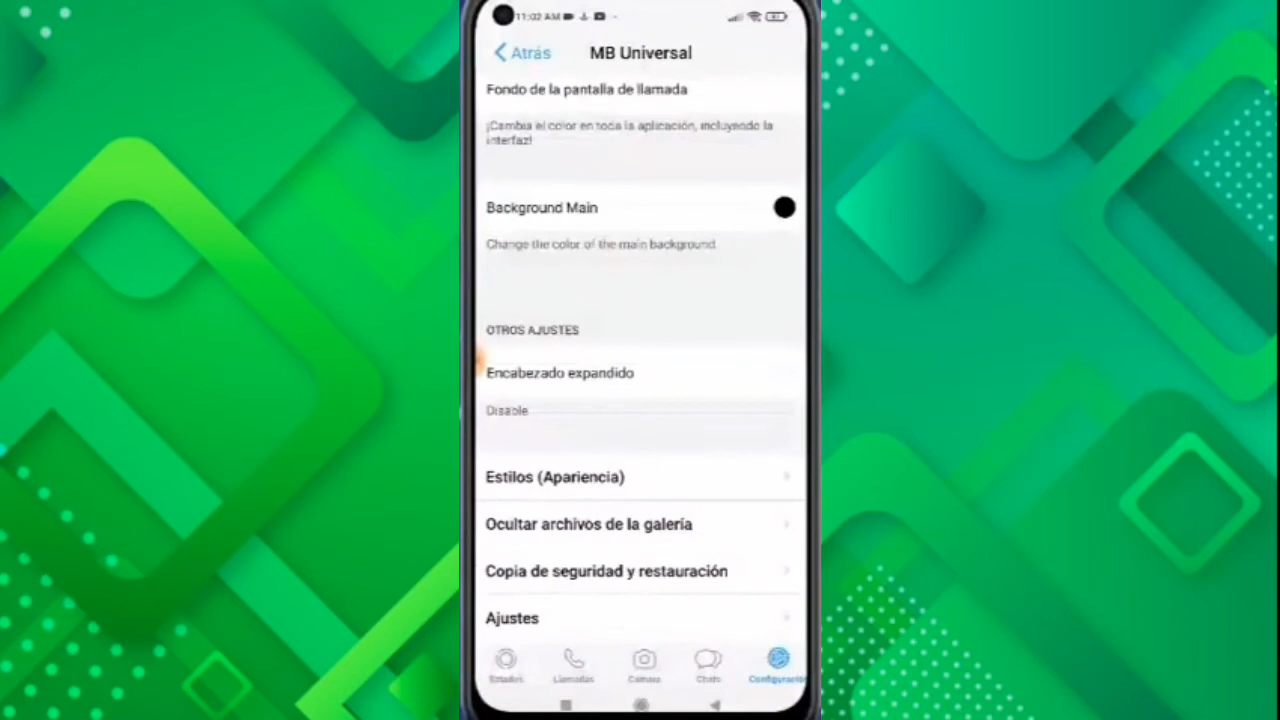 11:02 AM
Atrás
MB Universal
Fondo de la pantalla de llamada
¡Cambia el color en toda la aplicación, incluyendo la
interfaz!
Background Main
Change the color of the main background
OTROS AJUSTES
Encabezado expandido
Disable
Estilos (Apariencia)
Ocultar archivos de la galería
Copia de seguridad y restauración
Ajustes
Estados
Llamadas
Cámara
Chats
Configuración